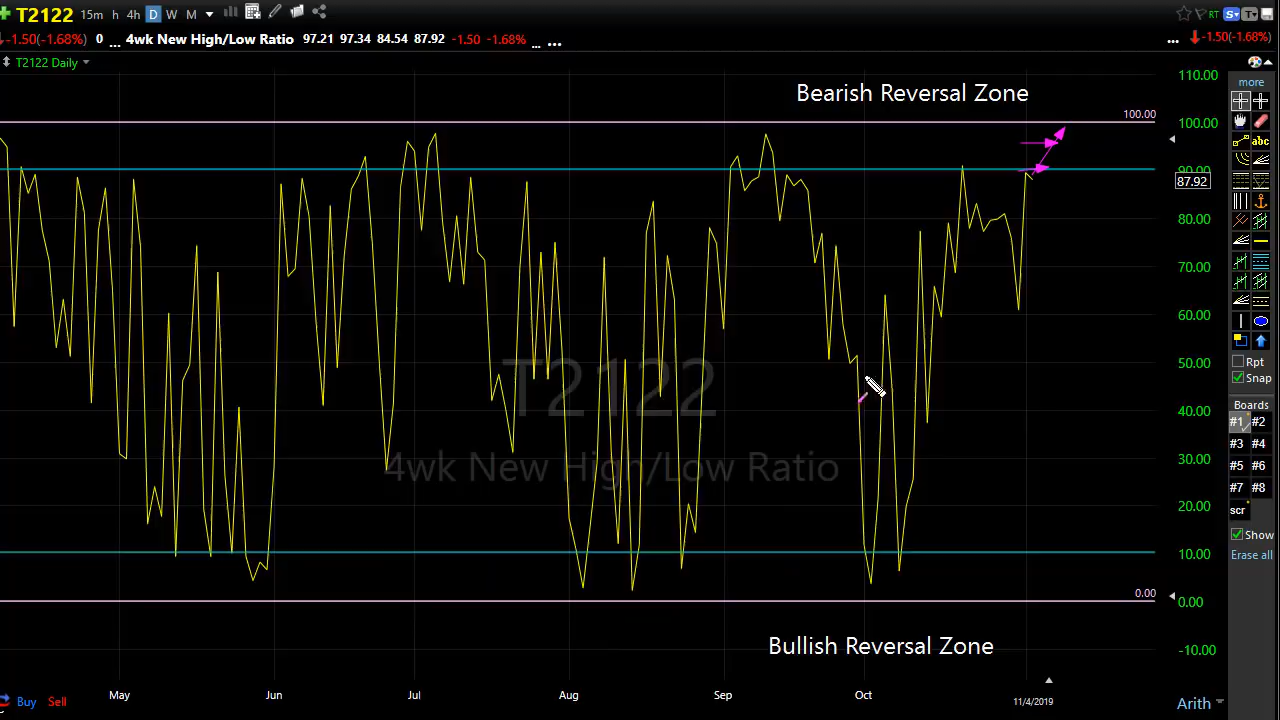 T2122 15m h 4h D W M RT S T
-1.50(-1.68%) 0 ... 4wk New High/Low Ratio 97.21 97.34 84.54 87.92 -1.50 -1.68% ... ... ... -1.50(-1.68%)
T2122 Daily
more
abc
Rpt
Snap
Boards
#1 #2
#3 #4
#5 #6
#7 #8
scr
Show
Erase all
Bearish Reversal Zone
100.00
110.00
100.00
90.00
87.92
80.00
70.00
60.00
50.00
40.00
30.00
20.00
10.00
0.00
-10.00
T2122
4wk New High/Low Ratio
0.00
Bullish Reversal Zone
May Jun Jul Aug Sep Oct 11/4/2019
Buy Sell
Arith